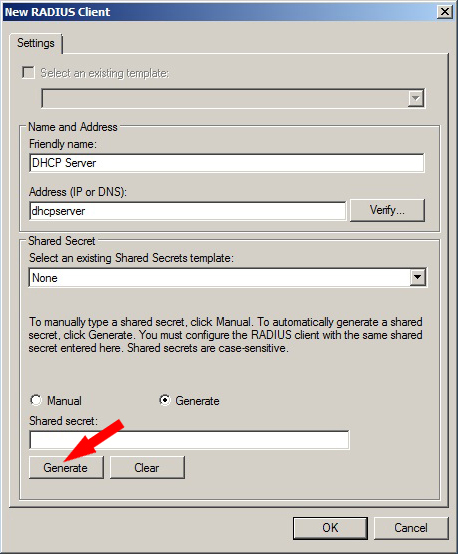 New RADIUS Client
Settings
Select an existing template:
Name and Address
Friendly name:
DHCP Server
Address (IP or DNS):
dhcpserver
Verify...
Shared Secret
Select an existing Shared Secrets template:
None
To manually type a shared secret, click Manual. To automatically generate a shared
secret, click Generate. You must configure the RADIUS client with the same shared
secret entered here. Shared secrets are case-sensitive.
Manual
Generate
Shared secret:
Generate
Clear
OK
Cancel